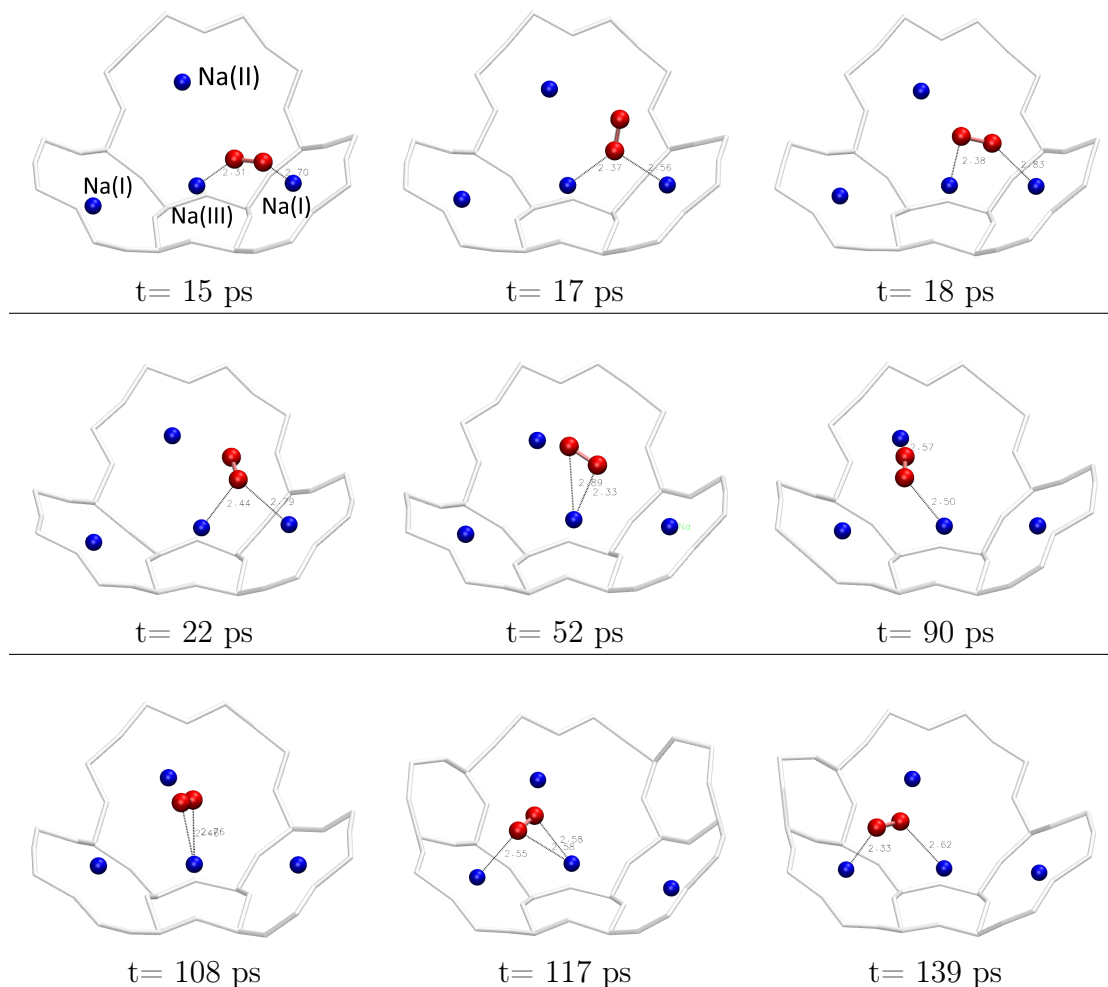 Na(II)
2.31
2.70
Na(I)
Na(III)
Na(I)
2.37
2.56
2.38
2.83
t= 15 ps
t= 17 ps
t= 18 ps
2.44
2.79
2.89
2.33
Na
2.57
2.50
t= 22 ps
t= 52 ps
t= 90 ps
2.55
2.58
2.58
2.33
2.62
t= 108 ps
t= 117 ps
t= 139 ps